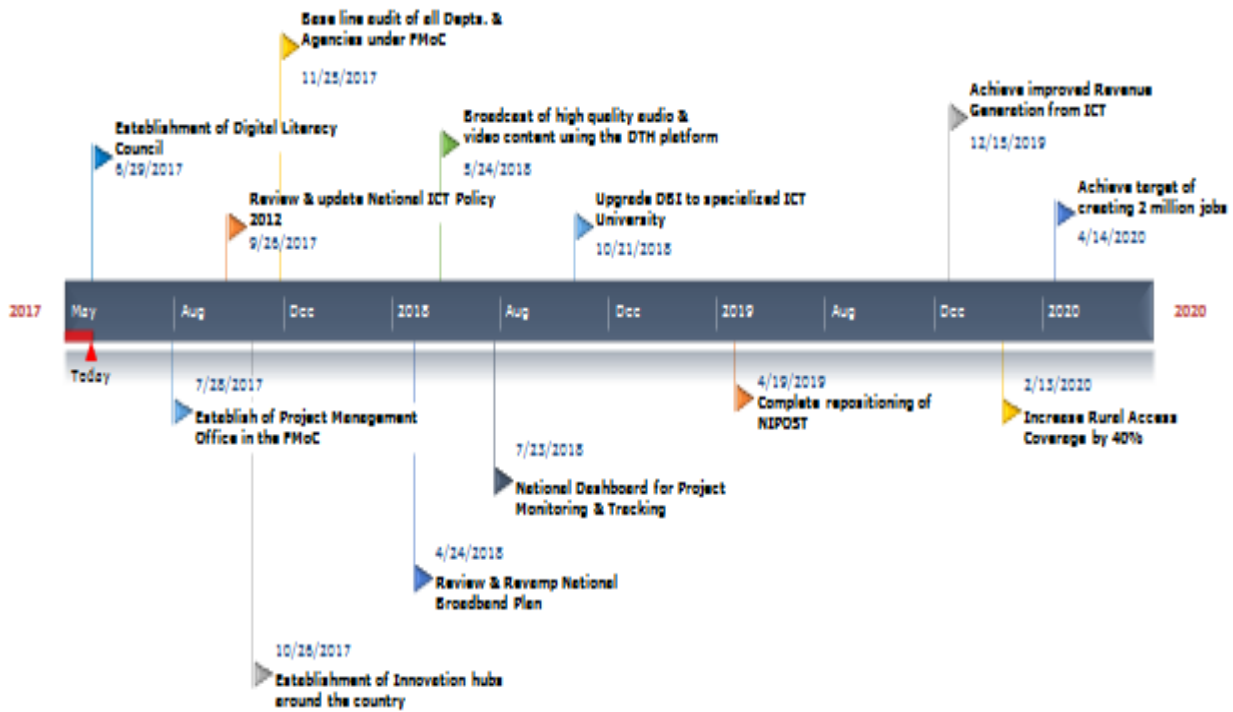 Base line audit of all Depts. &
Agencies under FMoC
11/25/2017
Establishment of Digital Literacy
Council
6/29/2017
Broadcast of high quality audio &
video content using the DTH platform
5/24/2018
Achieve improved Revenue
Generation from ICT
12/15/2019
Review & update National ICT Policy
2012
9/26/2017
Upgrade DBI to specialized ICT
University
10/21/2018
Achieve target of
creating 2 million jobs
4/14/2020
2017
May
Aug
Dec
2018
Aug
Dec
2019
Aug
Dec
2020
2020
Today
7/28/2017
Establish of Project Management
Office in the FMoC
4/19/2019
Complete repositioning of
NIPOST
2/13/2020
Increase Rural Access
Coverage by 40%
7/23/2018
National Dashboard for Project
Monitoring & Tracking
4/24/2018
Review & Revamp National
Broadband Plan
10/26/2017
Establishment of Innovation hubs
around the country